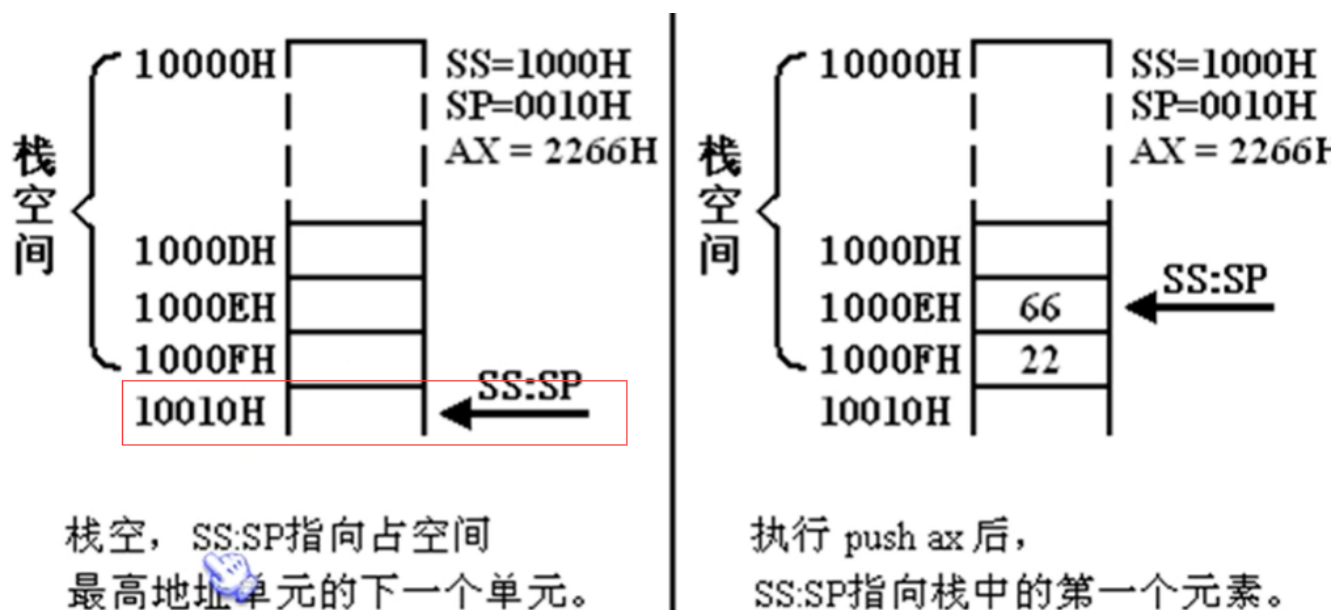 10000H
SS=1000H
SP=0010H
AX = 2266H
栈空间
1000DH
1000EH
1000FH
SS:SP
10010H
栈空，SS:SP指向占空间
最高地址单元的下一个单元。
10000H
SS=1000H
SP=0010H
AX = 2266H
栈空间
1000DH
SS:SP
1000EH 66
1000FH 22
10010H
执行 push ax 后，
SS:SP指向栈中的第一个元素。